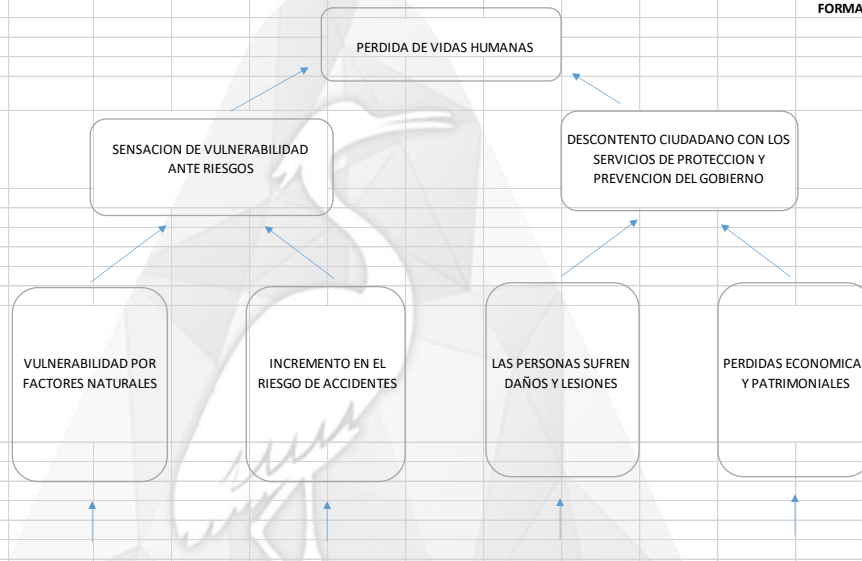 FORMA
PERDIDA DE VIDAS HUMANAS
SENSACION DE VULNERABILIDAD
ANTE RIESGOS
DESCONTENTO CIUDADANO CON LOS
SERVICIOS DE PROTECCION Y
PREVENCION DEL GOBIERNO
VULNERABILIDAD POR
FACTORES NATURALES
INCREMENTO EN EL
RIESGO DE ACCIDENTES
LAS PERSONAS SUFREN
DAÑOS Y LESIONES
PERDIDAS ECONOMICA
Y PATRIMONIALES